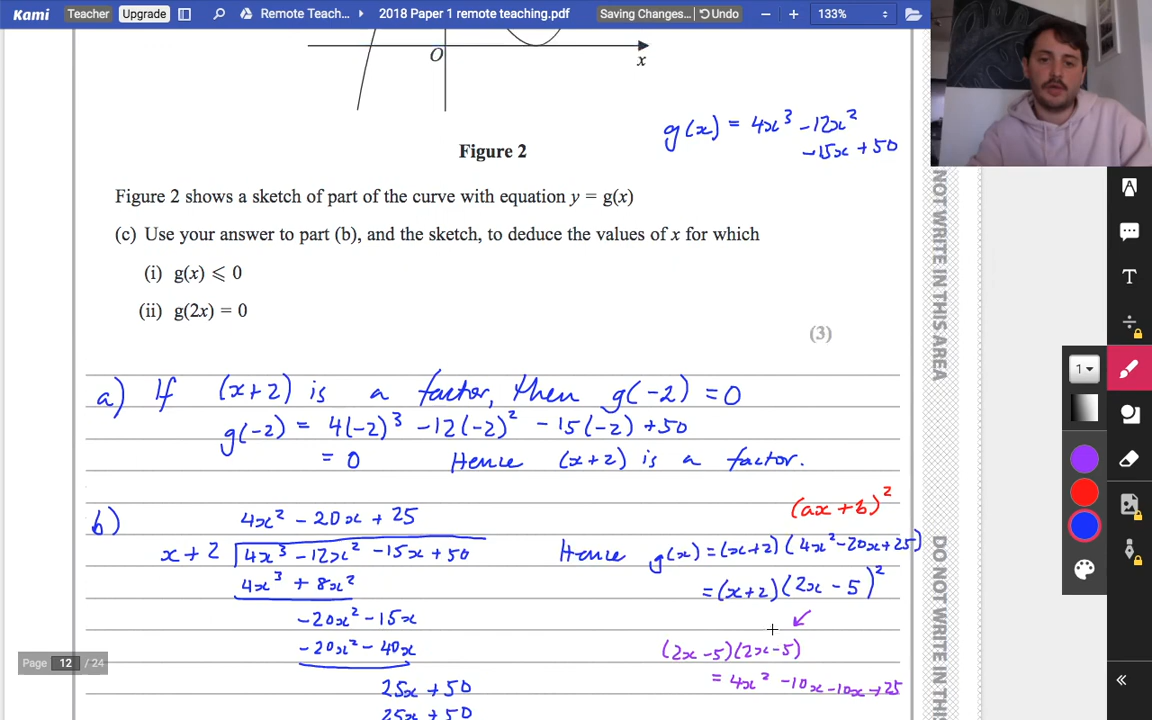 Kami Teacher Upgrade Remote Teach... > 2018 Paper 1 remote teaching.pdf Saving Changes... Undo 133%
O
x
g(x) = 4x³ - 12x²
-15x + 50
Figure 2
Figure 2 shows a sketch of part of the curve with equation y = g(x)
(c) Use your answer to part (b), and the sketch, to deduce the values of x for which
(i) g(x) ⩽ 0
(ii) g(2x) = 0
(3)
a) If (x+2) is a factor, then g(-2) = 0
g(-2) = 4(-2)³ - 12(-2)² - 15(-2) + 50
= 0 Hence (x+2) is a factor.
(ax + b)²
b) 4x² - 20x + 25
x + 2 4x³ - 12x² - 15x + 50
Hence g(x) = (x+2)(4x² - 20x + 25)
4x³ + 8x²
= (x+2)(2x - 5)²
-20x² - 15x
-20x² - 40x
(2x - 5)(2x - 5)
= 4x² - 10x - 10x + 25
25x + 50
25x + 50
Page 12 / 24
NOT WRITE IN THIS AREA
DO NOT WRITE IN THIS
1
T